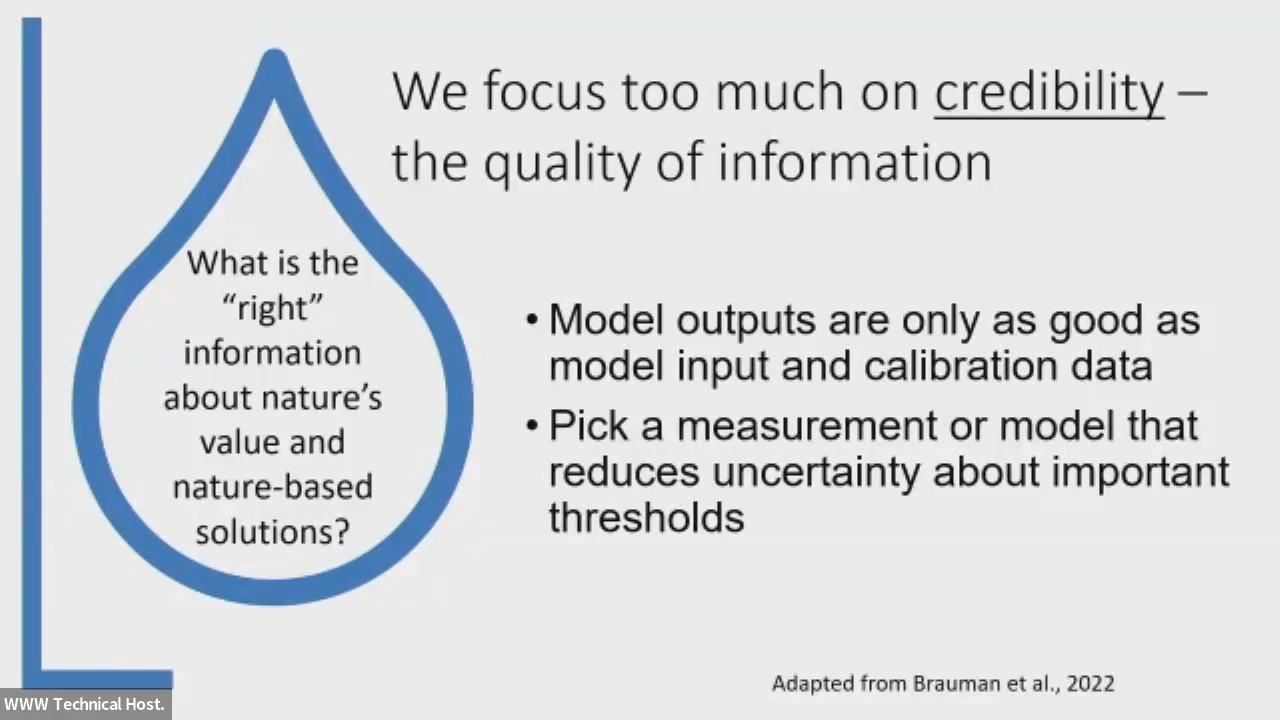 We focus too much on credibility –
the quality of information
What is the
“right”
information
about nature’s
value and
nature-based
solutions?
• Model outputs are only as good as
model input and calibration data
• Pick a measurement or model that
reduces uncertainty about important
thresholds
Adapted from Brauman et al., 2022
WWW Technical Host.